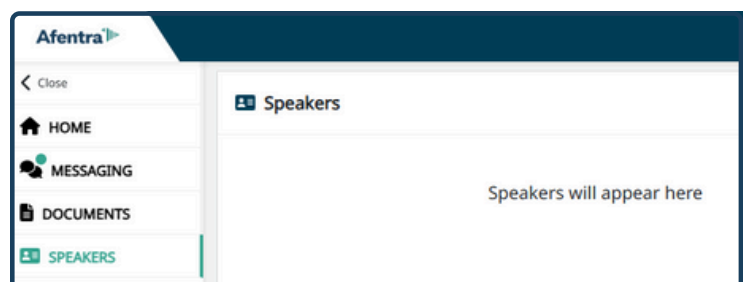 Afentra
Close
Speakers
HOME
MESSAGING
Speakers will appear here
DOCUMENTS
SPEAKERS